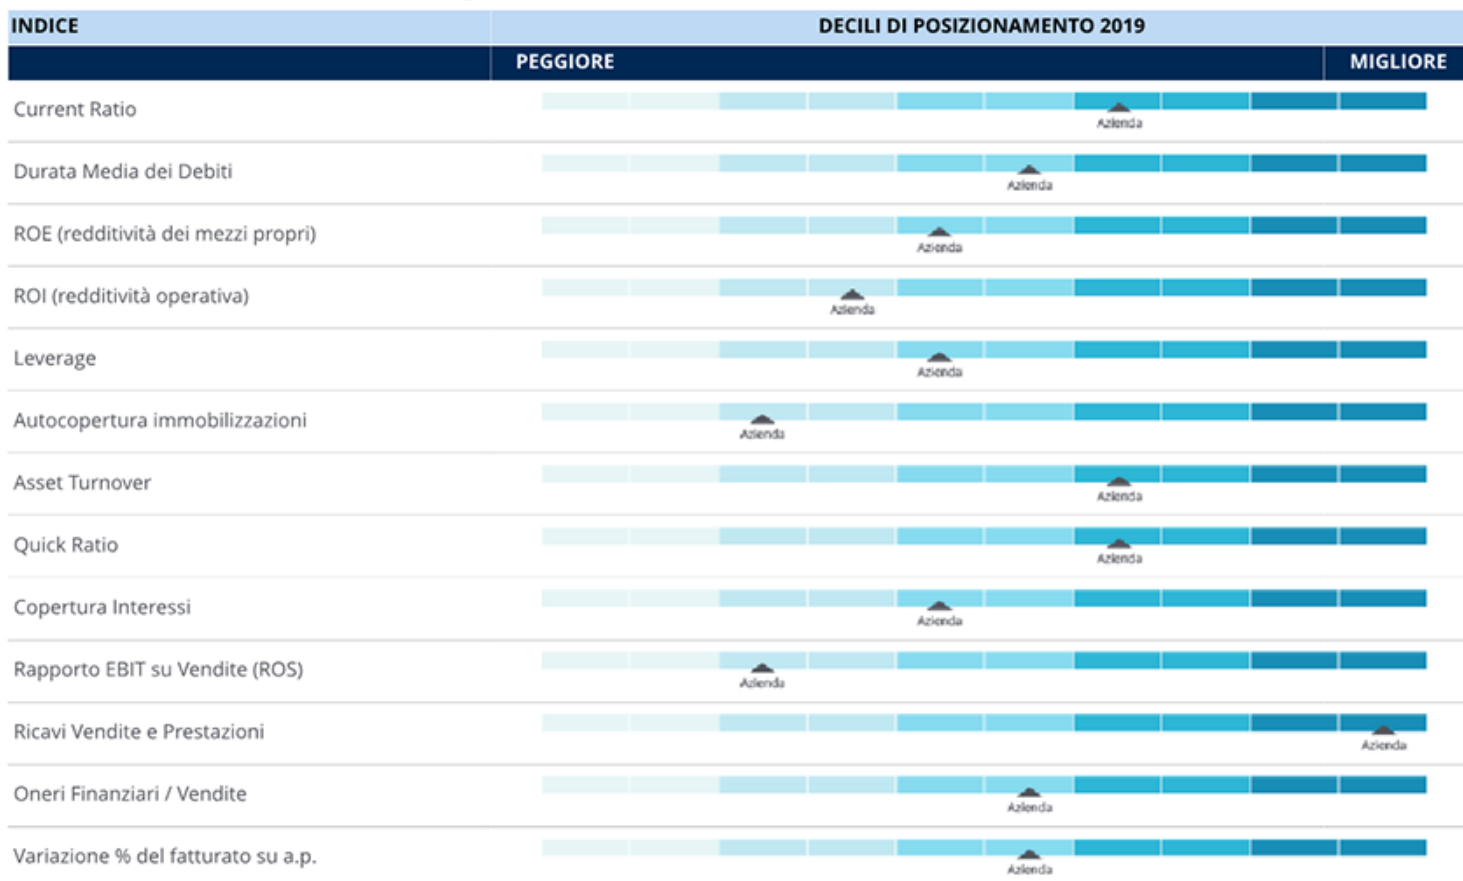 INDICE DECILI DI POSIZIONAMENTO 2019
PEGGIORE MIGLIORE
Current Ratio
Azienda
Durata Media dei Debiti
Azienda
ROE (redditività dei mezzi propri)
Azienda
ROI (redditività operativa)
Azienda
Leverage
Azienda
Autocopertura immobilizzazioni
Azienda
Asset Turnover
Azienda
Quick Ratio
Azienda
Copertura Interessi
Azienda
Rapporto EBIT su Vendite (ROS)
Azienda
Ricavi Vendite e Prestazioni
Azienda
Oneri Finanziari / Vendite
Azienda
Variazione % del fatturato su a.p.
Azienda